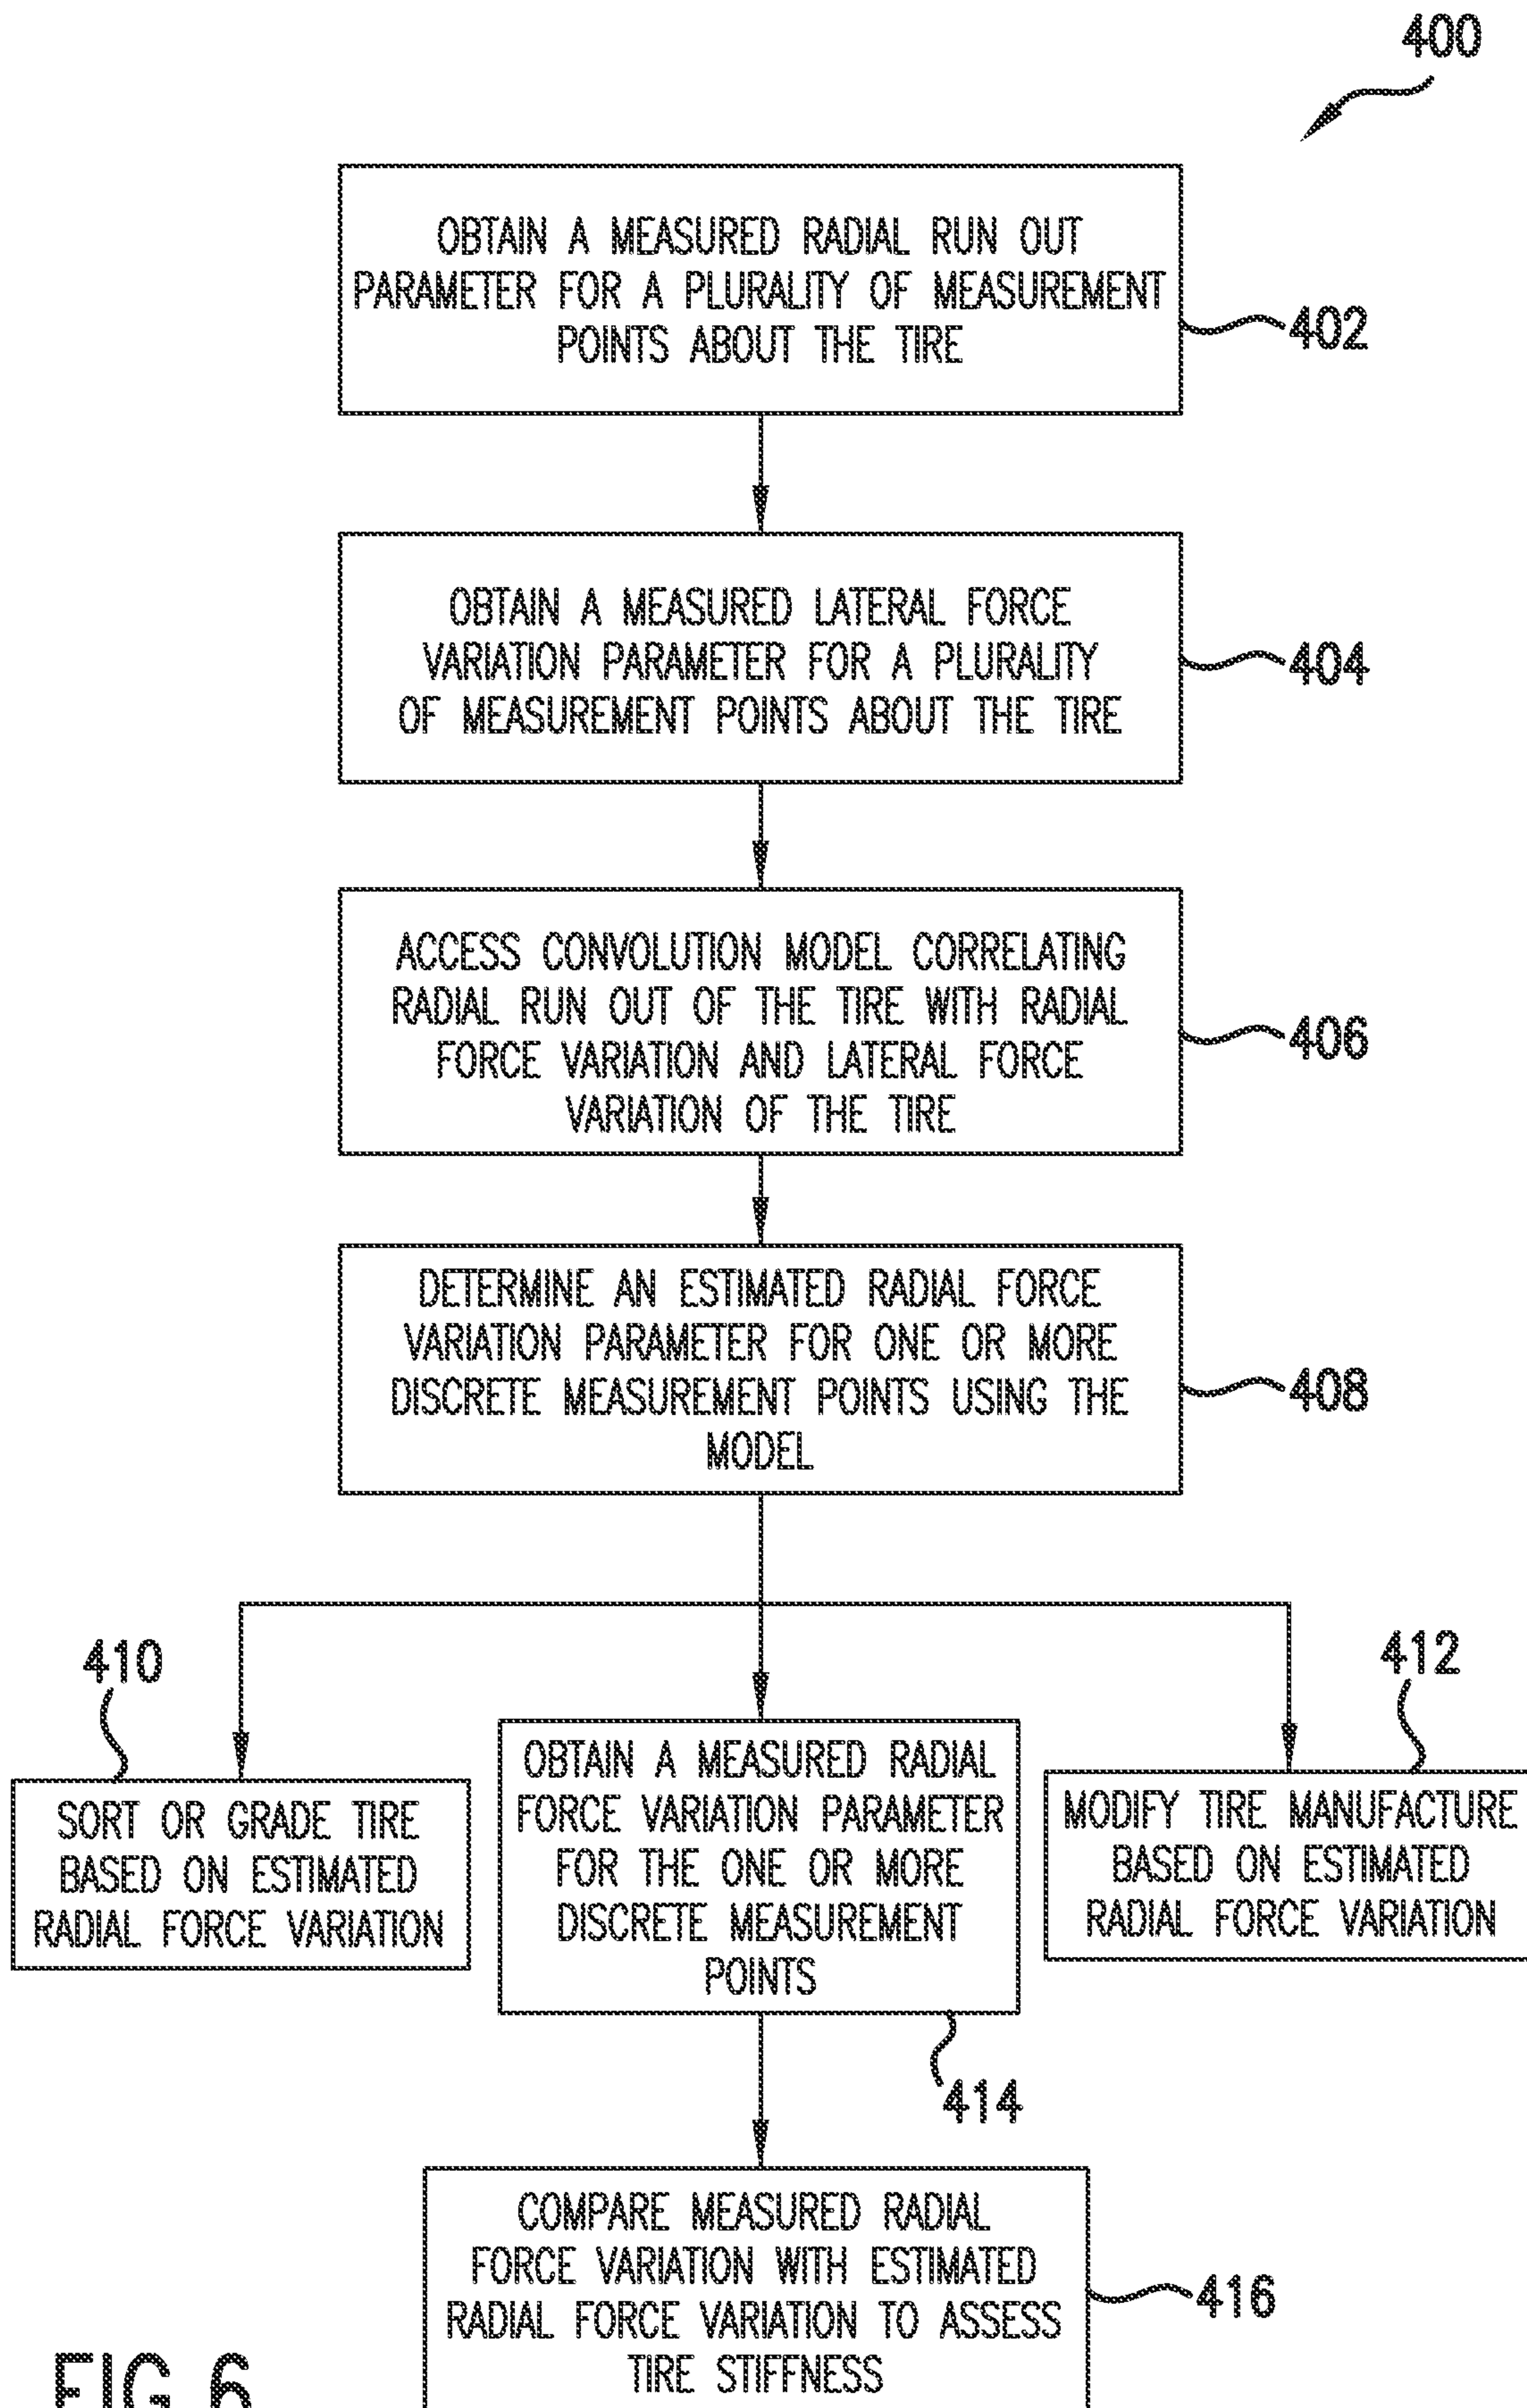 400
OBTAIN A MEASURED RADIAL RUN OUT
PARAMETER FOR A PLURALITY OF MEASUREMENT
POINTS ABOUT THE TIRE
402
OBTAIN A MEASURED LATERAL FORCE
VARIATION PARAMETER FOR A PLURALITY
OF MEASUREMENT POINTS ABOUT THE TIRE
404
ACCESS CONVOLUTION MODEL CORRELATING
RADIAL RUN OUT OF THE TIRE WITH RADIAL
FORCE VARIATION AND LATERAL FORCE
VARIATION OF THE TIRE
406
DETERMINE AN ESTIMATED RADIAL FORCE
VARIATION PARAMETER FOR ONE OR MORE
DISCRETE MEASUREMENT POINTS USING THE
MODEL
408
410
SORT OR GRADE TIRE
BASED ON ESTIMATED
RADIAL FORCE VARIATION
OBTAIN A MEASURED RADIAL
FORCE VARIATION PARAMETER
FOR THE ONE OR MORE
DISCRETE MEASUREMENT
POINTS
414
412
MODIFY TIRE MANUFACTURE
BASED ON ESTIMATED
RADIAL FORCE VARIATION
COMPARE MEASURED RADIAL
FORCE VARIATION WITH ESTIMATED
RADIAL FORCE VARIATION TO ASSESS
TIRE STIFFNESS
416
FIG 6